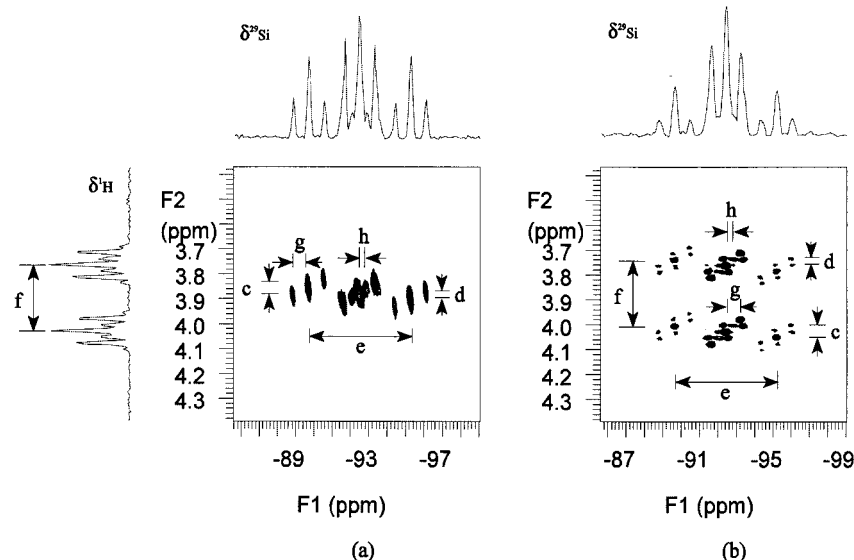 δ²⁹Si
δ²⁹Si
δ¹H
F2
(ppm)
3.7
3.8
3.9
4.0
4.1
4.2
4.3
f
g
h
c
d
e
-89
-93
-97
F1 (ppm)
(a)
F2
(ppm)
3.7
3.8
3.9
4.0
4.1
4.2
4.3
f
h
d
g
c
e
-87
-91
-95
-99
F1 (ppm)
(b)